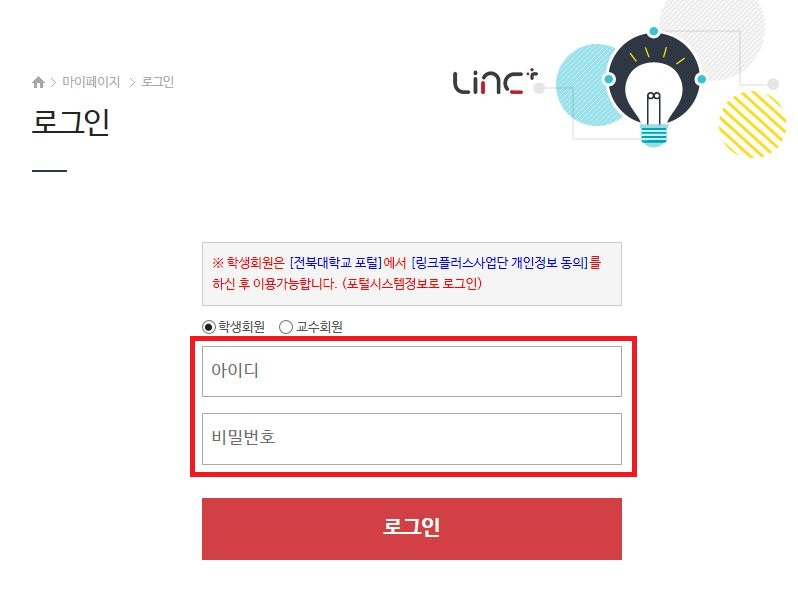 마이페이지 > 로그인
Linc+
로그인
※ 학생회원은 [전북대학교 포털]에서 [링크플러스사업단 개인정보 동의]를
하신 후 이용가능합니다. (포털시스템정보로 로그인)
학생회원 교수회원
아이디
비밀번호
로그인